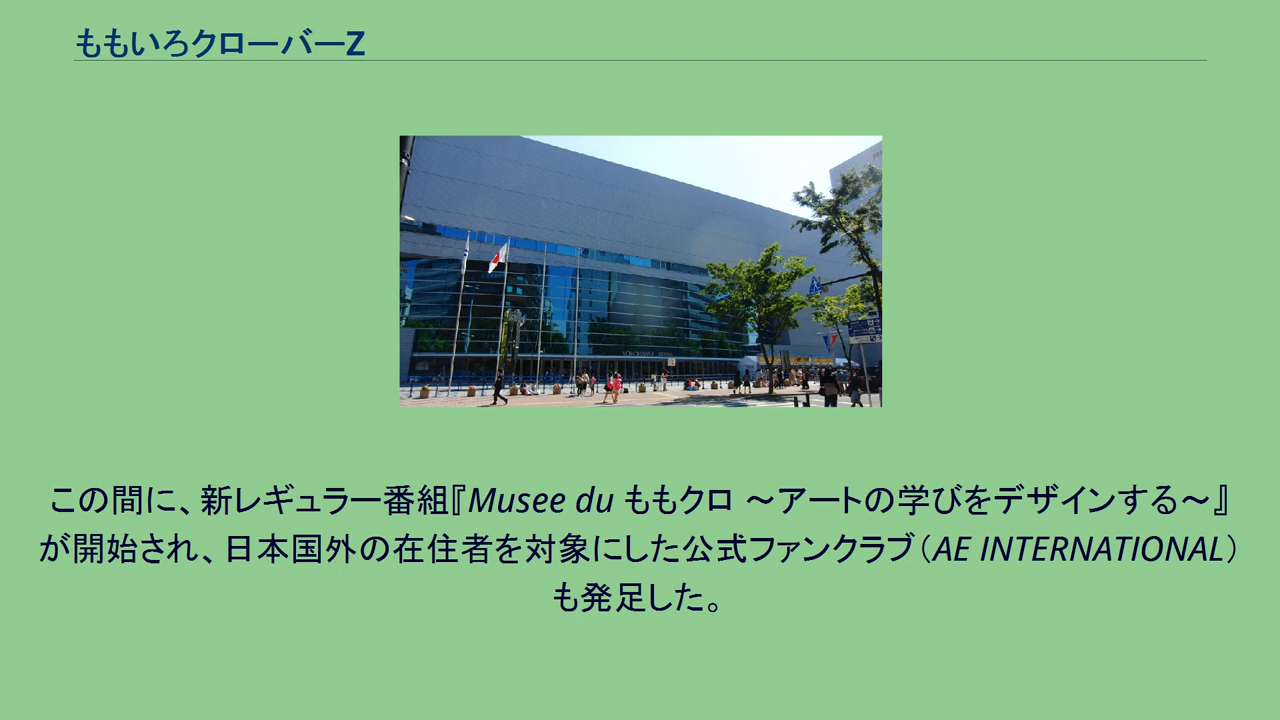 ももいろクローバーZ
YOKOHAMA
この間に、新レギュラー番組『Musee du ももクロ ～アートの学びをデザインする～』
が開始され、日本国外の在住者を対象にした公式ファンクラブ（AE INTERNATIONAL）
も発足した。